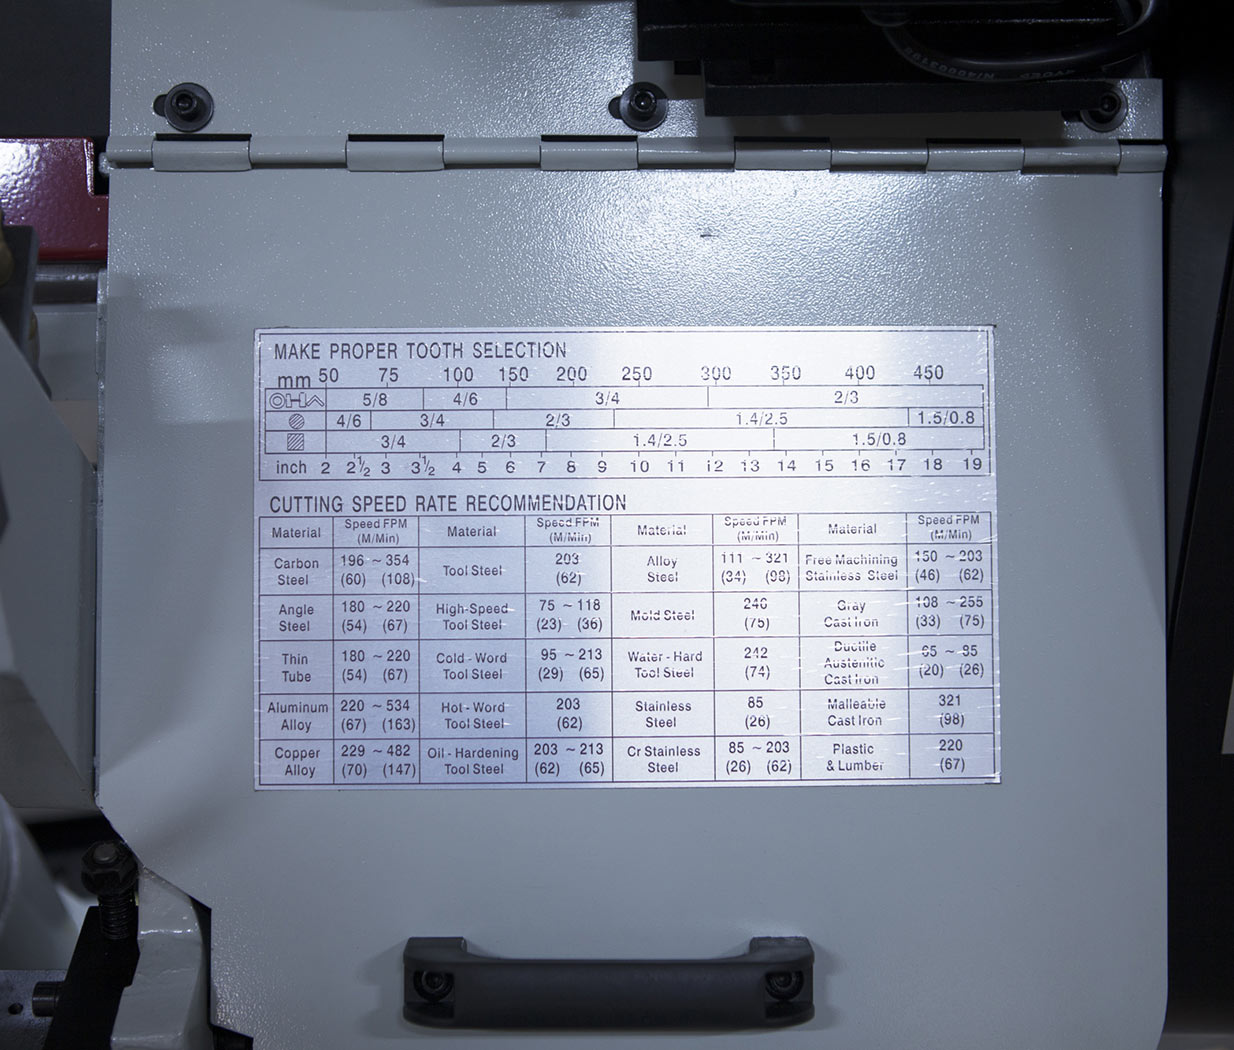 MAKE PROPER TOOTH SELECTION
mm 50 75 100 150 200 250 300 350 400 450
5/8 4/6 3/4 2/3
4/6 3/4 2/3 1.4/2.5 1.5/0.8
3/4 2/3 1.4/2.5 1.5/0.8
inch 2 2½ 3 3½ 4 5 6 7 8 9 10 11 12 13 14 15 16 17 18 19
CUTTING SPEED RATE RECOMMENDATION
Material Speed FPM (M/Min) Material Speed FPM (M/Min) Material Speed FPM (M/Min) Material Speed FPM (M/Min)
Carbon Steel 196 ~ 354 (60) (108) Tool Steel 203 (62) Alloy Steel 111 ~ 321 (34) (98) Free Machining Stainless Steel 150 ~ 203 (46) (62)
Angle Steel 180 ~ 220 (54) (67) High-Speed Tool Steel 75 ~ 118 (23) (36) Mold Steel 246 (75) Gray Cast Iron 108 ~ 255 (33) (75)
Thin Tube 180 ~ 220 (54) (67) Cold - Word Tool Steel 95 ~ 213 (29) (65) Water - Hard Tool Steel 242 (74) Ductile Austenitic Cast Iron 65 ~ 85 (20) (26)
Aluminum Alloy 220 ~ 534 (67) (163) Hot - Word Tool Steel 203 (62) Stainless Steel 85 (26) Malleable Cast Iron 321 (98)
Copper Alloy 229 ~ 482 (70) (147) Oil - Hardening Tool Steel 203 ~ 213 (62) (65) Cr Stainless Steel 85 ~ 203 (26) (62) Plastic & Lumber 220 (67)